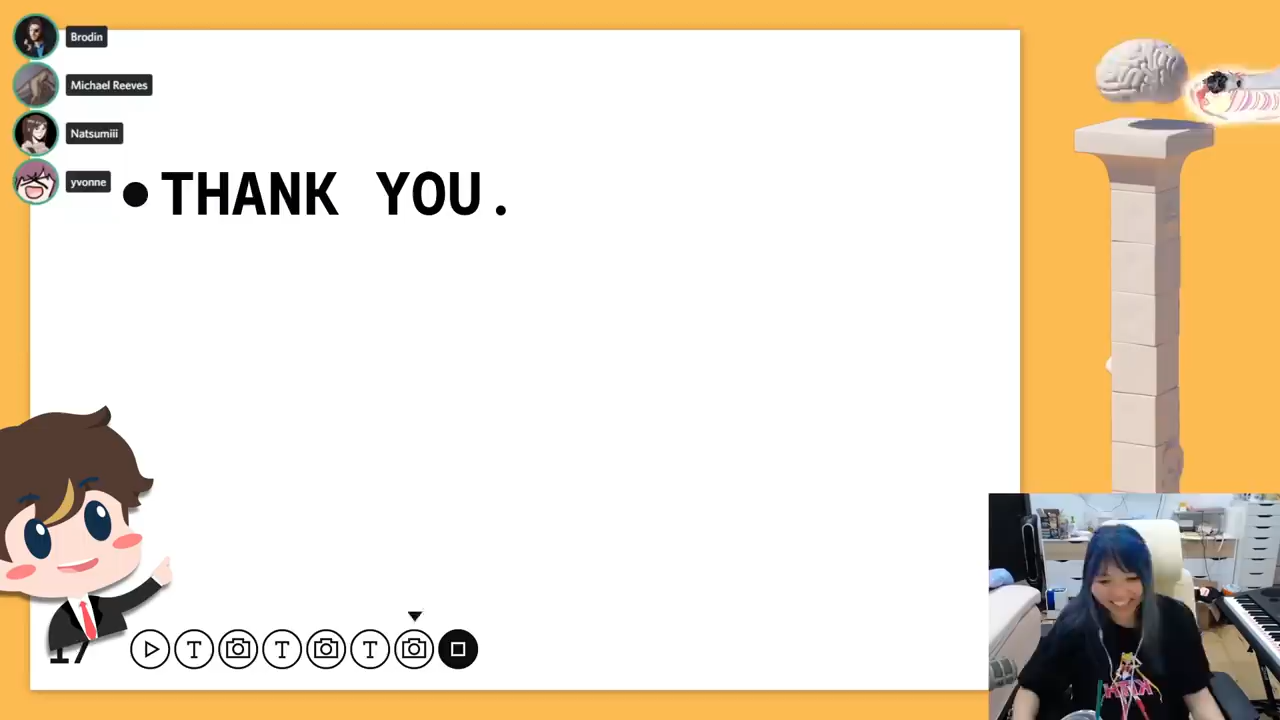 Brodin
Michael Reeves
Natsumiii
yvonne
•THANK YOU.
17
T T T